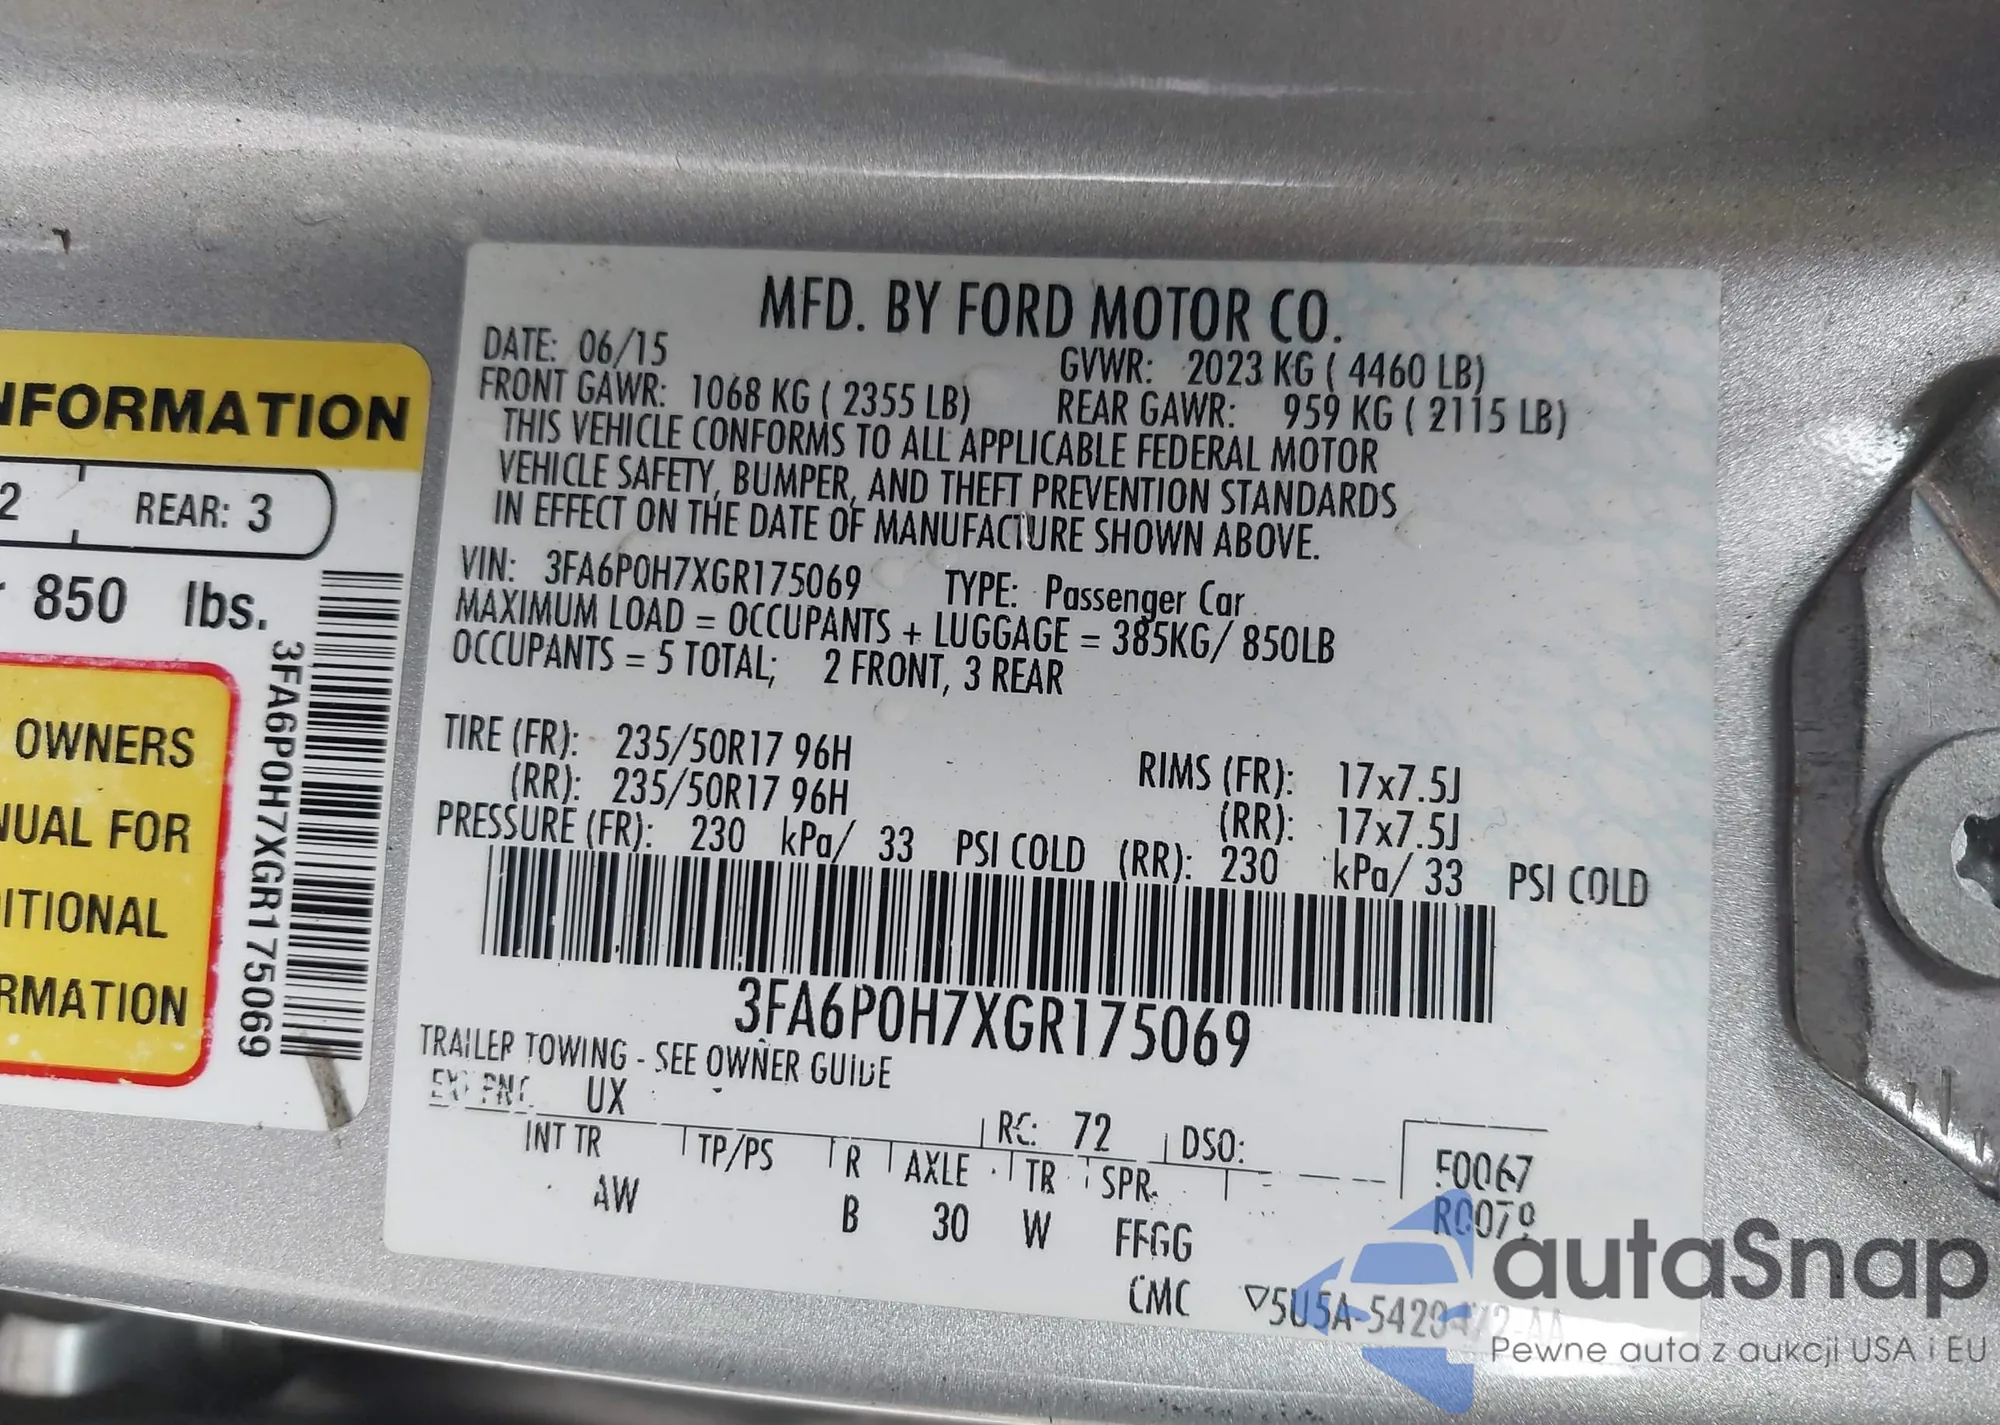 MFD. BY FORD MOTOR CO.
DATE: 06/15
GVWR: 2023 KG ( 4460 LB)
FRONT GAWR: 1068 KG ( 2355 LB)
REAR GAWR: 959 KG ( 2115 LB)
THIS VEHICLE CONFORMS TO ALL APPLICABLE FEDERAL MOTOR
VEHICLE SAFETY, BUMPER, AND THEFT PREVENTION STANDARDS
IN EFFECT ON THE DATE OF MANUFACTURE SHOWN ABOVE.
VIN: 3FA6P0H7XGR175069 TYPE: Passenger Car
MAXIMUM LOAD = OCCUPANTS + LUGGAGE = 385KG/ 850LB
OCCUPANTS = 5 TOTAL; 2 FRONT, 3 REAR
TIRE (FR): 235/50R17 96H
RIMS (FR): 17x7.5J
(RR): 235/50R17 96H
(RR): 17x7.5J
PRESSURE (FR): 230 kPa/ 33 PSI COLD (RR): 230 kPa/ 33 PSI COLD
3FA6P0H7XGR175069
TRAILER TOWING - SEE OWNER GUIDE
UX
RC: 72 DSO:
INT TR TP/PS R AXLE TR SPR
F0067
R0079
AW B 30 W FFGG
CMC
NFORMATION
2 REAR: 3
850 lbs.
3FA6P0H7XGR175069
OWNERS
NUAL FOR
ITIONAL
RMATION
autaSnap
Pewne auta z aukcji USA i EU